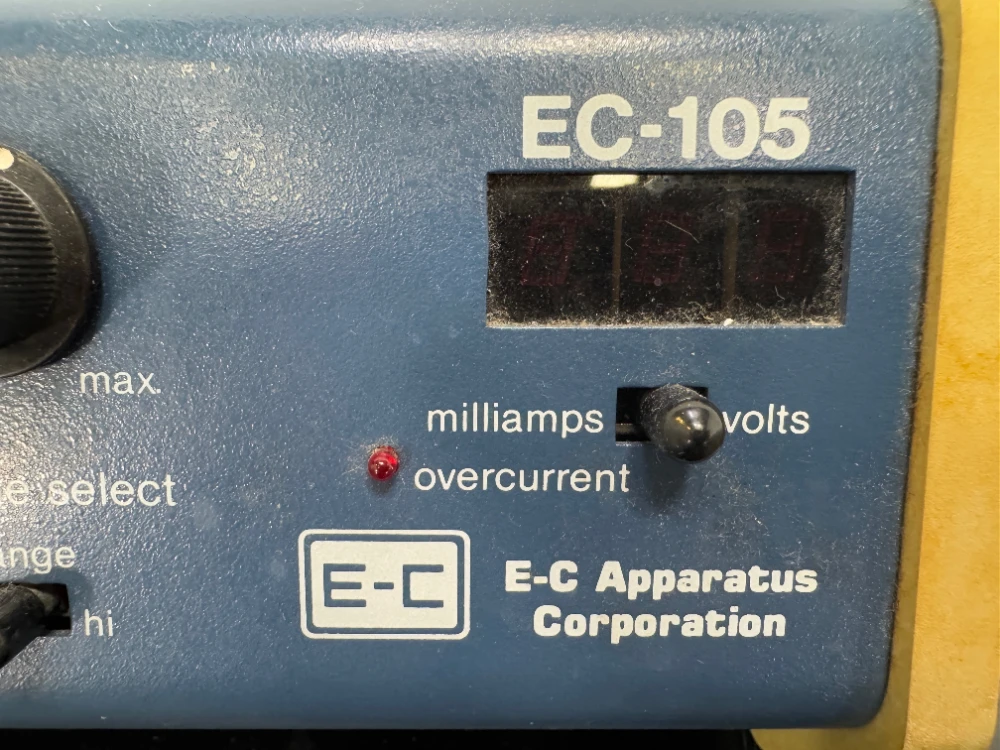 EC-105
max.
milliamps volts
overcurrent
e select
ange
hi
E-C
E-C Apparatus
Corporation